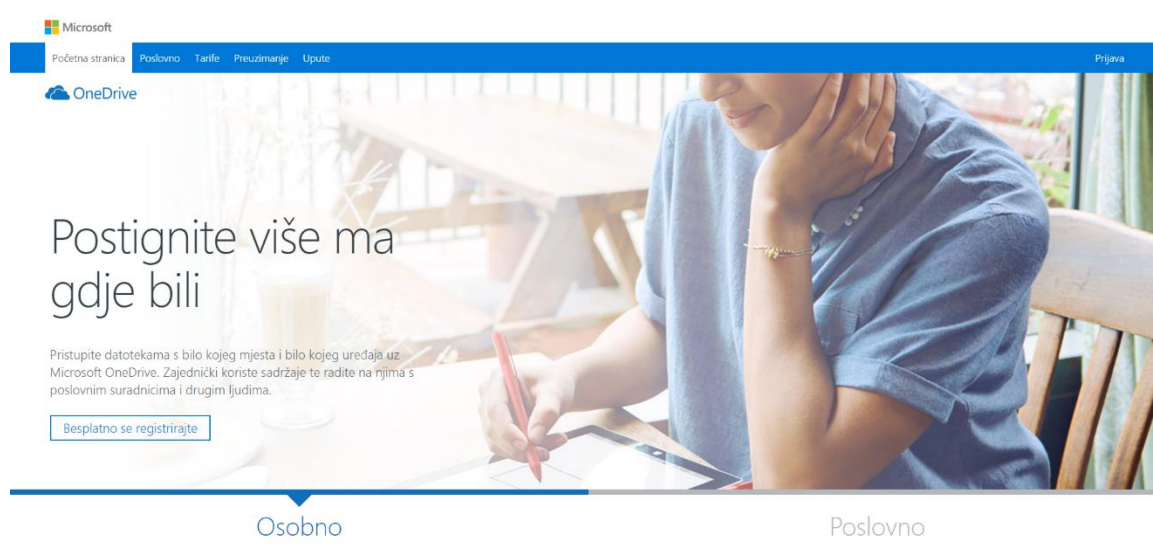 Microsoft
Početna stranica Poslovno Tarife Preuzimanje Upute Prijava
OneDrive
Postignite više ma
gdje bili
Pristupite datotekama s bilo kojeg mjesta i bilo kojeg uređaja uz
Microsoft OneDrive. Zajednički koriste sadržaje te radite na njima s
poslovnim suradnicima i drugim ljudima.
Besplatno se registrirajte
Osobno Poslovno